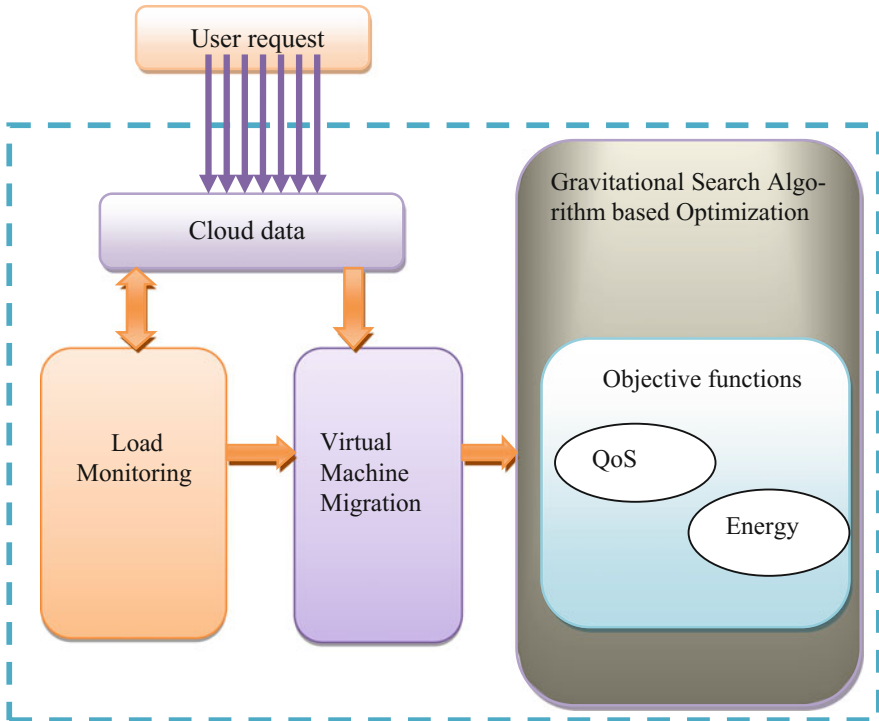 User request
Cloud data
Gravitational Search Algo-
rithm based Optimization
Objective functions
QoS
Energy
Load
Monitoring
Virtual
Machine
Migration